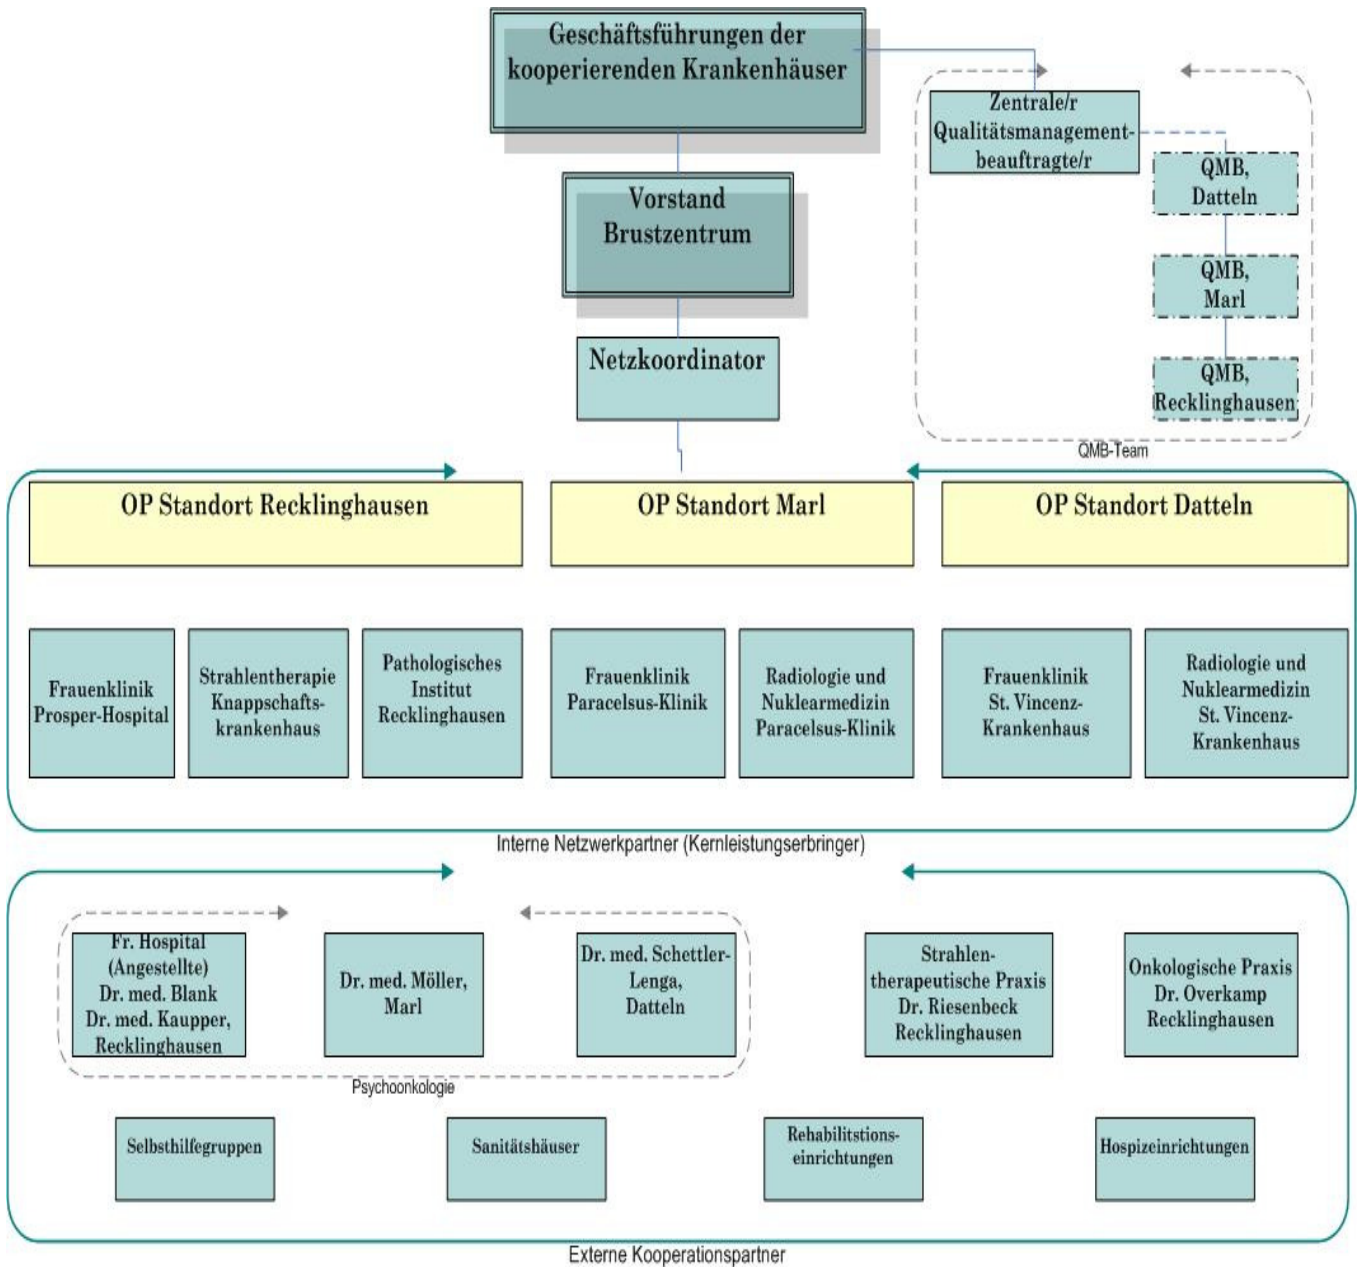 Geschäftsführungen der
kooperierenden Krankenhäuser
Zentrale/r
Qualitätsmanagement-
beauftragte/r
QMB,
Datteln
Vorstand
Brustzentrum
QMB,
Marl
Netzkoordinator
QMB,
Recklinghausen
QMB-Team
OP Standort Recklinghausen
OP Standort Marl
OP Standort Datteln
Frauenklinik
Prosper-Hospital
Strahlentherapie
Knappschafts-
krankenhaus
Pathologisches
Institut
Recklinghausen
Frauenklinik
Paracelsus-Klinik
Radiologie und
Nuklearmedizin
Paracelsus-Klinik
Frauenklinik
St. Vincenz-
Krankenhaus
Radiologie und
Nuklearmedizin
St. Vincenz-
Krankenhaus
Interne Netzwerkpartner (Kernleistungserbringer)
Fr. Hospital
(Angestellte)
Dr. med. Blank
Dr. med. Kaupper,
Recklinghausen
Dr. med. Möller,
Marl
Dr. med. Schettler-
Lenga,
Datteln
Strahlen-
therapeutische Praxis
Dr. Riesenbeck
Recklinghausen
Onkologische Praxis
Dr. Overkamp
Recklinghausen
Psychoonkologie
Selbsthilfegruppen
Sanitätshäuser
Rehabilitstions-
einrichtungen
Hospizeinrichtungen
Externe Kooperationspartner